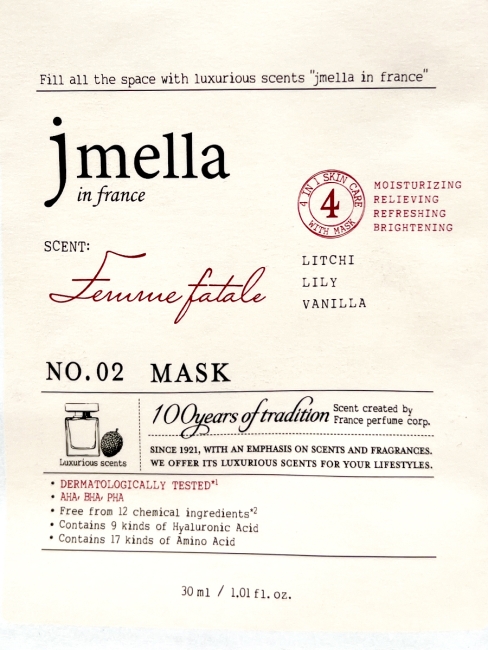 Fill all the space with luxurious scents "jmella in france"
jmella
in france
4 IN 1 SKIN CARE
4
WITH MASK
MOISTURIZING
RELIEVING
REFRESHING
BRIGHTENING
SCENT:
Femme fatale
LITCHI
LILY
VANILLA
NO.02 MASK
Luxurious scents
100years of tradition
Scent created by
France perfume corp.
SINCE 1921, WITH AN EMPHASIS ON SCENTS AND FRAGRANCES.
WE OFFER ITS LUXURIOUS SCENTS FOR YOUR LIFESTYLES.
• DERMATOLOGICALLY TESTED*1
• AHA, BHA, PHA
• Free from 12 chemical ingredients*2
• Contains 9 kinds of Hyaluronic Acid
• Contains 17 kinds of Amino Acid
30 ml / 1.01 fl. oz.